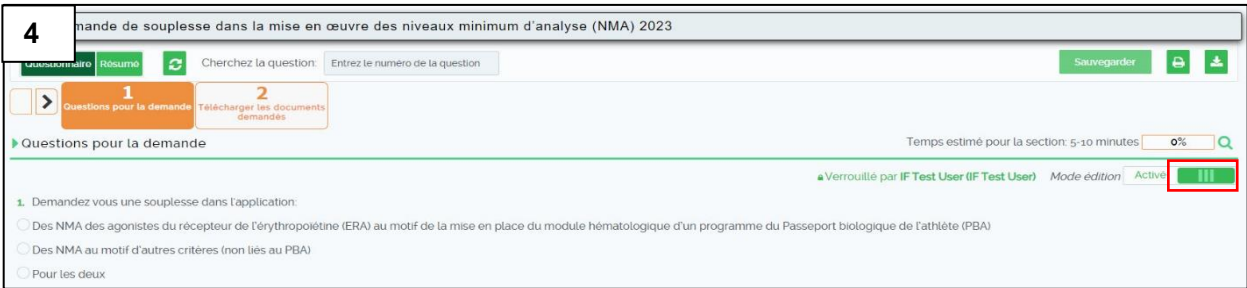 4
mande de souplesse dans la mise en œuvre des niveaux minimum d'analyse (NMA) 2023
Questionnaire Résumé Cherchez la question: Entrez le numéro de la question Sauvegarder
1
Questions pour la demande
2
Télécharger les documents
demandés
Questions pour la demande Temps estimé pour la section: 5-10 minutes 0%
Verrouillé par IF Test User (IF Test User) Mode édition Activé
1. Demandez vous une souplesse dans l'application:
Des NMA des agonistes du récepteur de l'érythropoiétine (ERA) au motif de la mise en place du module hématologique d'un programme du Passeport biologique de l'athlète (PBA)
Des NMA au motif d'autres critères (non liés au PBA)
Pour les deux